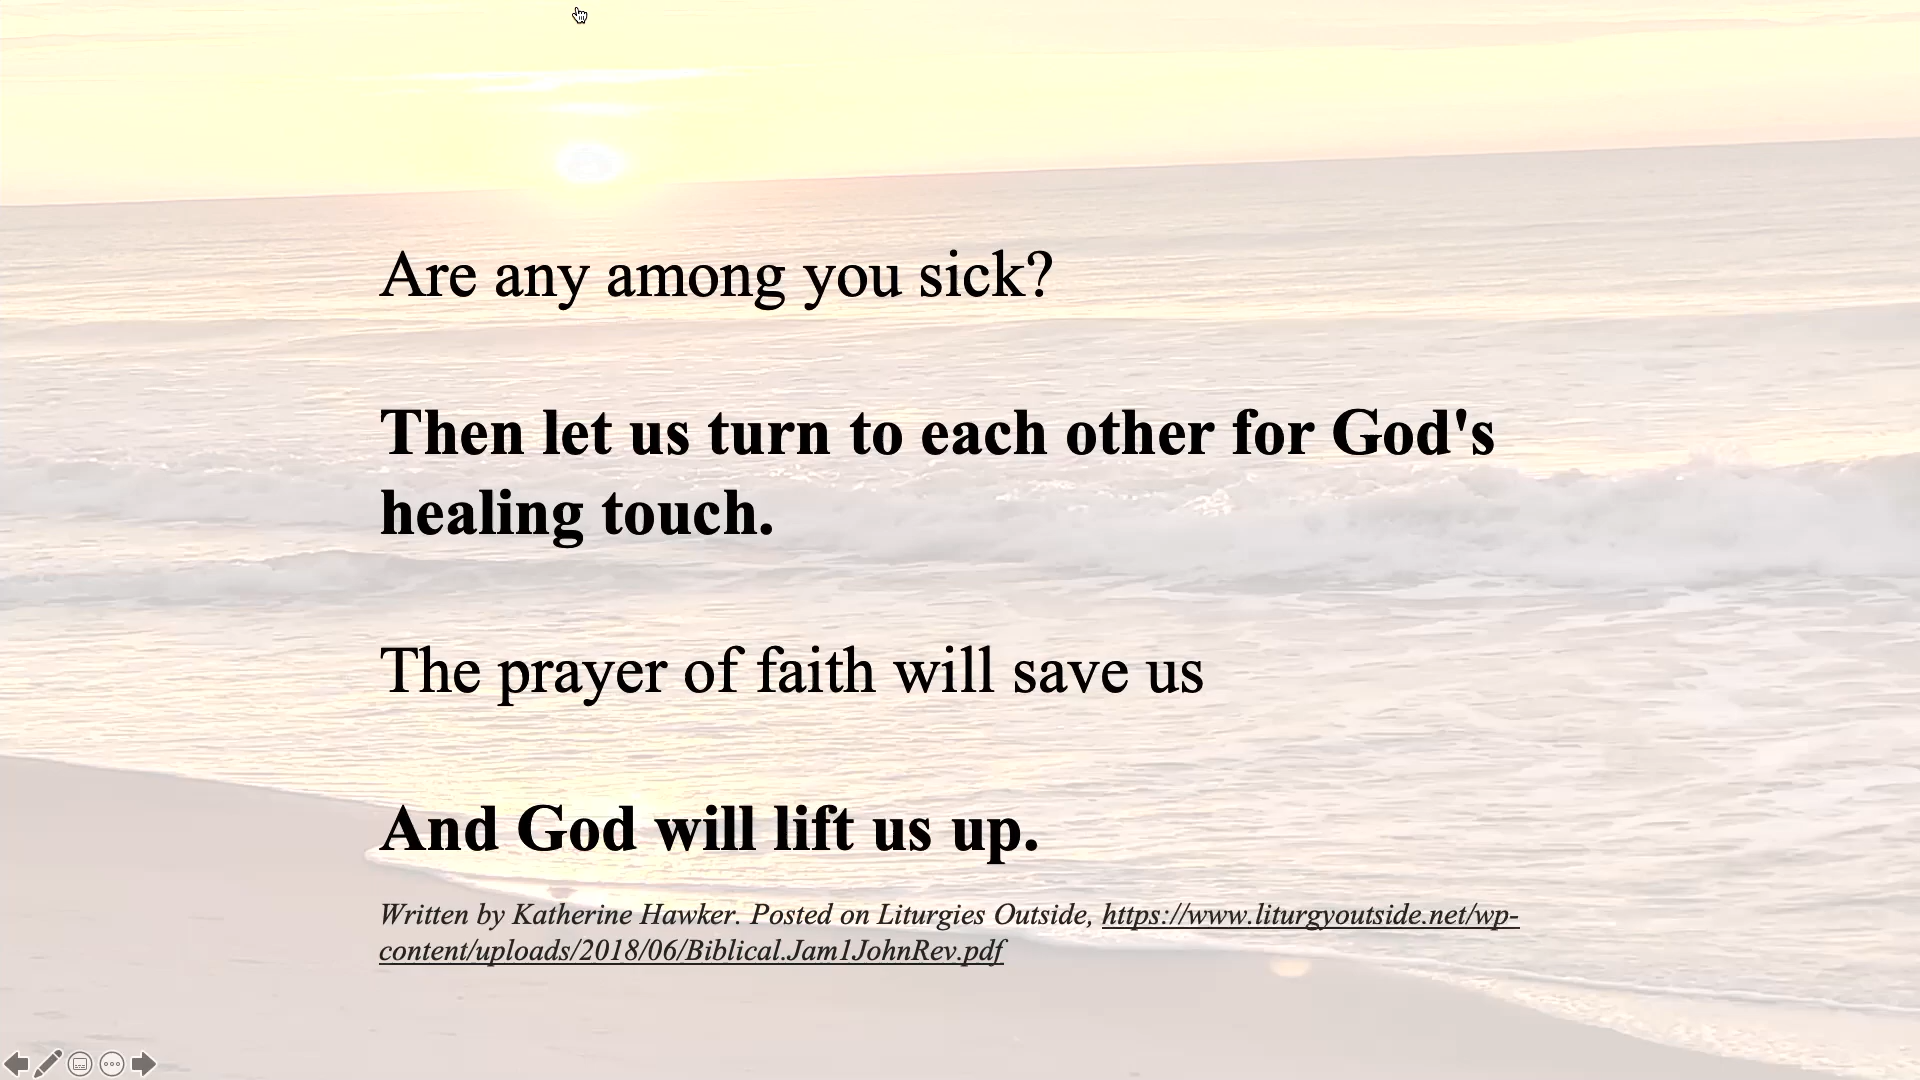 Are any among you sick?
Then let us turn to each other for God's
healing touch.
The prayer of faith will save us
And God will lift us up.
Written by Katherine Hawker. Posted on Liturgies Outside, https://www.liturgyoutside.net/wp-
content/uploads/2018/06/Biblical.Jam1JohnRev.pdf